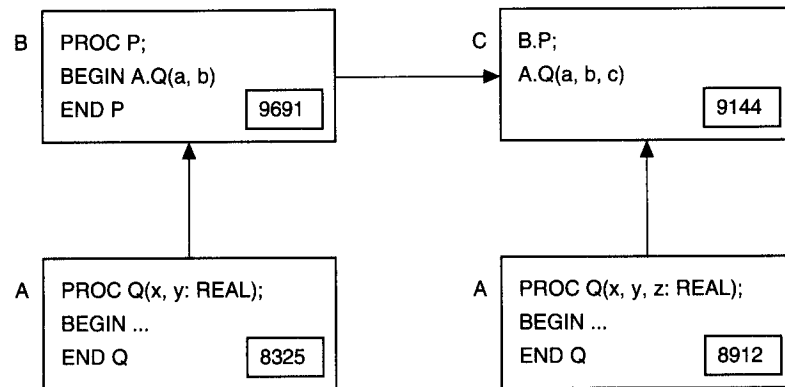 B
PROC P;
BEGIN A.Q(a, b)
END P
9691
C
B.P;
A.Q(a, b, c)
9144
A
PROC Q(x, y: REAL);
BEGIN ...
END Q
8325
A
PROC Q(x, y, z: REAL);
BEGIN ...
END Q
8912